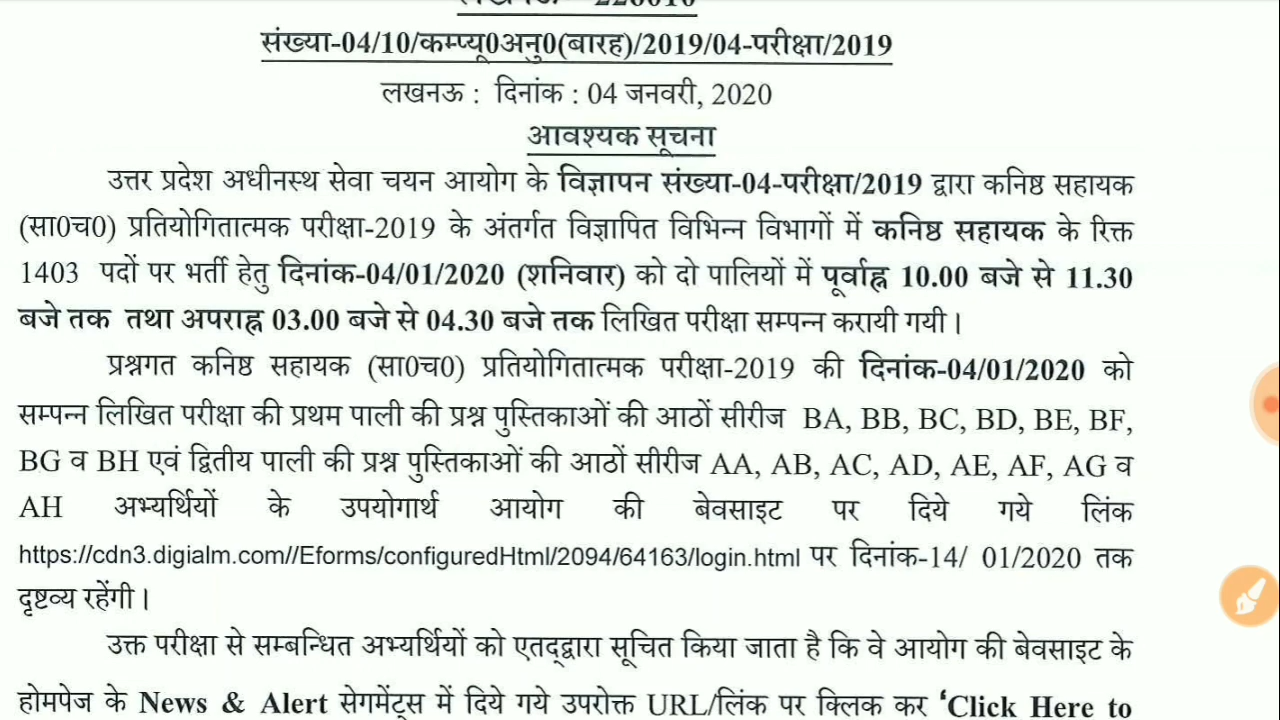 लखनऊ - 226010
संख्या-04/10/कम्प्यू0अनु0(बारह)/2019/04-परीक्षा/2019
लखनऊ : दिनांक : 04 जनवरी, 2020
आवश्यक सूचना
उत्तर प्रदेश अधीनस्थ सेवा चयन आयोग के विज्ञापन संख्या-04-परीक्षा/2019 द्वारा कनिष्ठ सहायक
(सा0च0) प्रतियोगितात्मक परीक्षा-2019 के अंतर्गत विज्ञापित विभिन्न विभागों में कनिष्ठ सहायक के रिक्त
1403 पदों पर भर्ती हेतु दिनांक-04/01/2020 (शनिवार) को दो पालियों में पूर्वाह्न 10.00 बजे से 11.30
बजे तक तथा अपराह्न 03.00 बजे से 04.30 बजे तक लिखित परीक्षा सम्पन्न करायी गयी।
प्रश्नगत कनिष्ठ सहायक (सा0च0) प्रतियोगितात्मक परीक्षा-2019 की दिनांक-04/01/2020 को
सम्पन्न लिखित परीक्षा की प्रथम पाली की प्रश्न पुस्तिकाओं की आठों सीरीज BA, BB, BC, BD, BE, BF,
BG व BH एवं द्वितीय पाली की प्रश्न पुस्तिकाओं की आठों सीरीज AA, AB, AC, AD, AE, AF, AG व
AH अभ्यर्थियों के उपयोगार्थ आयोग की बेवसाइट पर दिये गये लिंक
https://cdn3.digialm.com//Eforms/configuredHtml/2094/64163/login.html पर दिनांक-14/ 01/2020 तक
दृष्टव्य रहेंगी।
उक्त परीक्षा से सम्बन्धित अभ्यर्थियों को एतद्द्वारा सूचित किया जाता है कि वे आयोग की बेवसाइट के
होमपेज के News & Alert सेगमेंट्स में दिये गये उपरोक्त URL/लिंक पर क्लिक कर ‘Click Here to